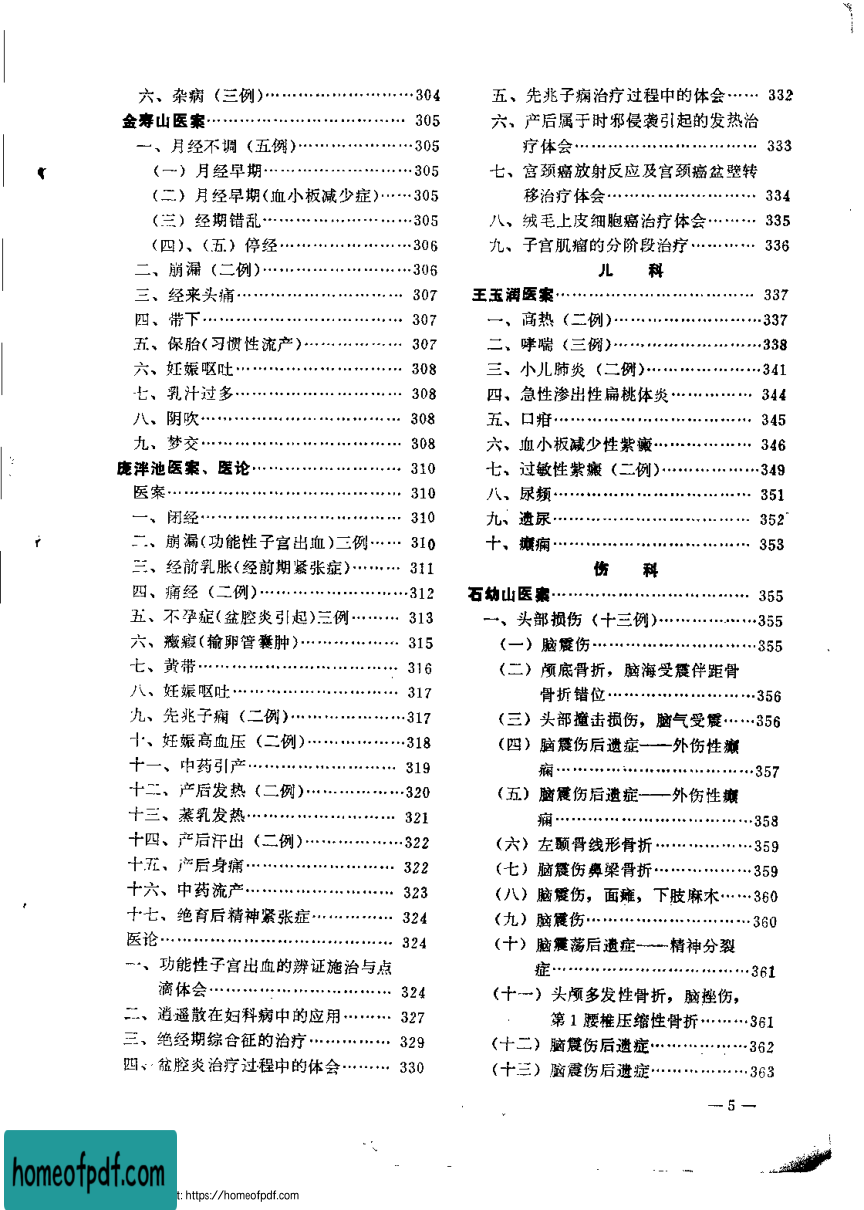 六、杂病（三例）………………………304
金寿山医案……………………………… 305
一、月经不调（五例）…………………305
（一）月经早期………………………305
（二）月经早期(血小板减少症)……305
（三）经期错乱………………………305
（四）、（五）停经……………………306
二、崩漏（二例）………………………306
三、经来头痛………………………… 307
四、带下……………………………… 307
五、保胎(习惯性流产)……………… 307
六、妊娠呕吐………………………… 308
七、乳汁过多………………………… 308
八、阴吹……………………………… 308
九、梦交……………………………… 308
庞泮池医案、医论…………………… 310
医案…………………………………… 310
一、闭经……………………………… 310
二、崩漏(功能性子宫出血)三例…… 310
三、经前乳胀(经前期紧张症)……… 311
四、痛经（二例）………………………312
五、不孕症(盆腔炎引起)三例……… 313
六、癥瘕(输卵管囊肿)……………… 315
七、黄带……………………………… 316
八、妊娠呕吐………………………… 317
九、先兆子痫（二例）…………………317
十、妊娠高血压（二例）………………318
十一、中药引产……………………… 319
十二、产后发热（二例）………………320
十三、蒸乳发热……………………… 321
十四、产后汗出（二例）………………322
十五、产后身痛……………………… 322
十六、中药流产……………………… 323
十七、绝育后精神紧张症…………… 324
医论…………………………………… 324
一、功能性子宫出血的辨证施治与点
滴体会…………………………… 324
二、逍遥散在妇科病中的应用……… 327
三、绝经期综合征的治疗…………… 329
四、盆腔炎治疗过程中的体会……… 330
五、先兆子痫治疗过程中的体会…… 332
六、产后属于时邪侵袭引起的发热治
疗体会…………………………… 333
七、宫颈癌放射反应及宫颈癌盆壁转
移治疗体会……………………… 334
八、绒毛上皮细胞癌治疗体会……… 335
九、子宫肌瘤的分阶段治疗………… 336
儿　科
王玉润医案……………………………… 337
一、高热（二例）………………………337
二、哮喘（三例）………………………338
三、小儿肺炎（二例）…………………341
四、急性渗出性扁桃体炎…………… 344
五、口疳……………………………… 345
六、血小板减少性紫癜……………… 346
七、过敏性紫癜（二例）………………349
八、尿频……………………………… 351
九、遗尿……………………………… 352
十、癫痫……………………………… 353
伤　科
石幼山医案……………………………… 355
一、头部损伤（十三例）………………355
（一）脑震伤…………………………355
（二）颅底骨折，脑海受震伴距骨
骨折错位………………………356
（三）头部撞击损伤，脑气受震……356
（四）脑震伤后遗症——外伤性癫
痫………………………………357
（五）脑震伤后遗症——外伤性癫
痫………………………………358
（六）左颞骨线形骨折………………359
（七）脑震伤鼻梁骨折………………359
（八）脑震伤，面瘫，下肢麻木……360
（九）脑震伤…………………………360
（十）脑震荡后遗症——精神分裂
症………………………………361
（十一）头颅多发性骨折，脑挫伤，
第1腰椎压缩性骨折………361
（十二）脑震伤后遗症………………362
（十三）脑震伤后遗症………………363
—5—
homeofpdf.com
t: https://homeofpdf.com